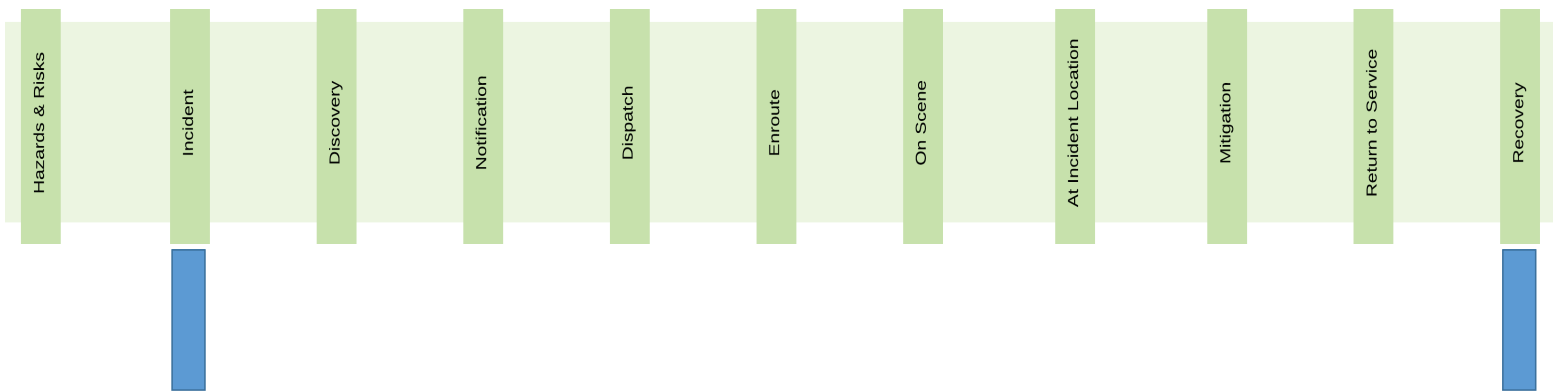 Hazards & Risks
Incident
Discovery
Notification
Dispatch
Enroute
On Scene
At Incident Location
Mitigation
Return to Service
Recovery